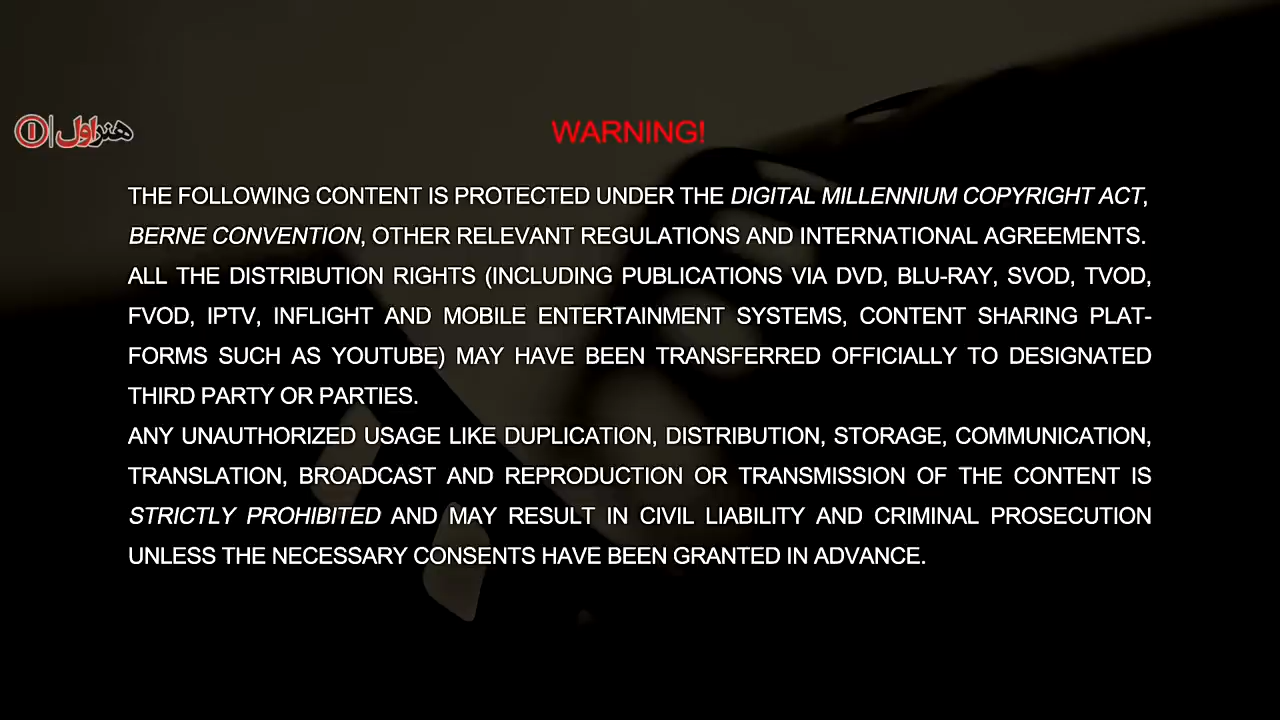 WARNING!
هنر اول
THE FOLLOWING CONTENT IS PROTECTED UNDER THE DIGITAL MILLENNIUM COPYRIGHT ACT,
BERNE CONVENTION, OTHER RELEVANT REGULATIONS AND INTERNATIONAL AGREEMENTS.
ALL THE DISTRIBUTION RIGHTS (INCLUDING PUBLICATIONS VIA DVD, BLU-RAY, SVOD, TVOD,
FVOD, IPTV, INFLIGHT AND MOBILE ENTERTAINMENT SYSTEMS, CONTENT SHARING PLAT-
FORMS SUCH AS YOUTUBE) MAY HAVE BEEN TRANSFERRED OFFICIALLY TO DESIGNATED
THIRD PARTY OR PARTIES.
ANY UNAUTHORIZED USAGE LIKE DUPLICATION, DISTRIBUTION, STORAGE, COMMUNICATION,
TRANSLATION, BROADCAST AND REPRODUCTION OR TRANSMISSION OF THE CONTENT IS
STRICTLY PROHIBITED AND MAY RESULT IN CIVIL LIABILITY AND CRIMINAL PROSECUTION
UNLESS THE NECESSARY CONSENTS HAVE BEEN GRANTED IN ADVANCE.